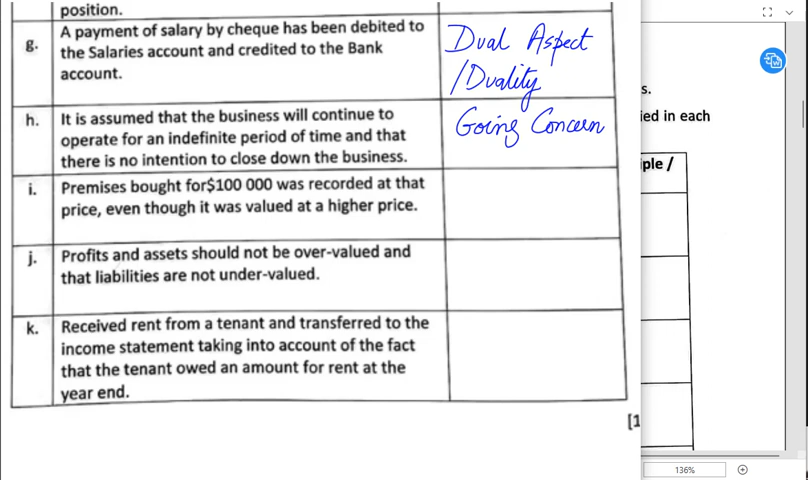 position.
g. A payment of salary by cheque has been debited to
the Salaries account and credited to the Bank
account.
Dual Aspect
/Duality
h. It is assumed that the business will continue to
operate for an indefinite period of time and that
there is no intention to close down the business.
Going Concern
i. Premises bought for$100 000 was recorded at that
price, even though it was valued at a higher price.
j. Profits and assets should not be over-valued and
that liabilities are not under-valued.
k. Received rent from a tenant and transferred to the
income statement taking into account of the fact
that the tenant owed an amount for rent at the
year end.
[1
s.
ied in each
ple /
136%